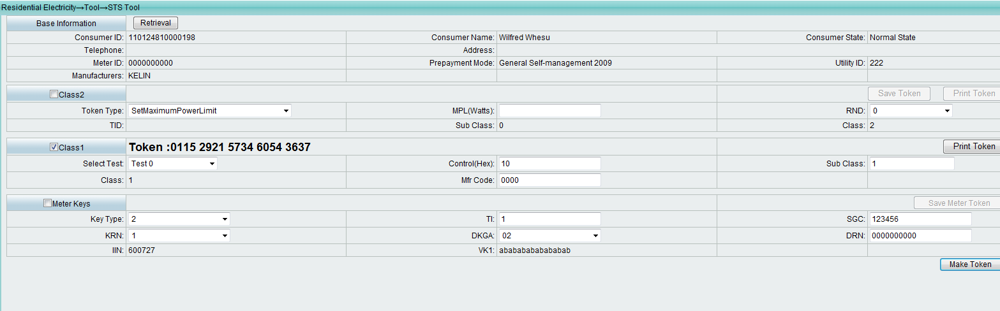 Residential Electricity→Tool→STS Tool
Base Information Retrieval
Consumer ID: 110124810000198 Consumer Name: Wilfred Whesu Consumer State: Normal State
Telephone: Address:
Meter ID: 0000000000 Prepayment Mode: General Self-management 2009 Utility ID: 222
Manufacturers: KELIN
Class2 Save Token Print Token
Token Type: SetMaximumPowerLimit MPL(Watts): RND: 0
TID: Sub Class: 0 Class: 2
Class1 Token :0115 2921 5734 6054 3637 Print Token
Select Test: Test 0 Control(Hex): 10 Sub Class: 1
Class: 1 Mfr Code: 0000
Meter Keys Save Meter Token
Key Type: 2 TI: 1 SGC: 123456
KRN: 1 DKGA: 02 DRN: 0000000000
IIN: 600727 VK1: abababababababab
Make Token